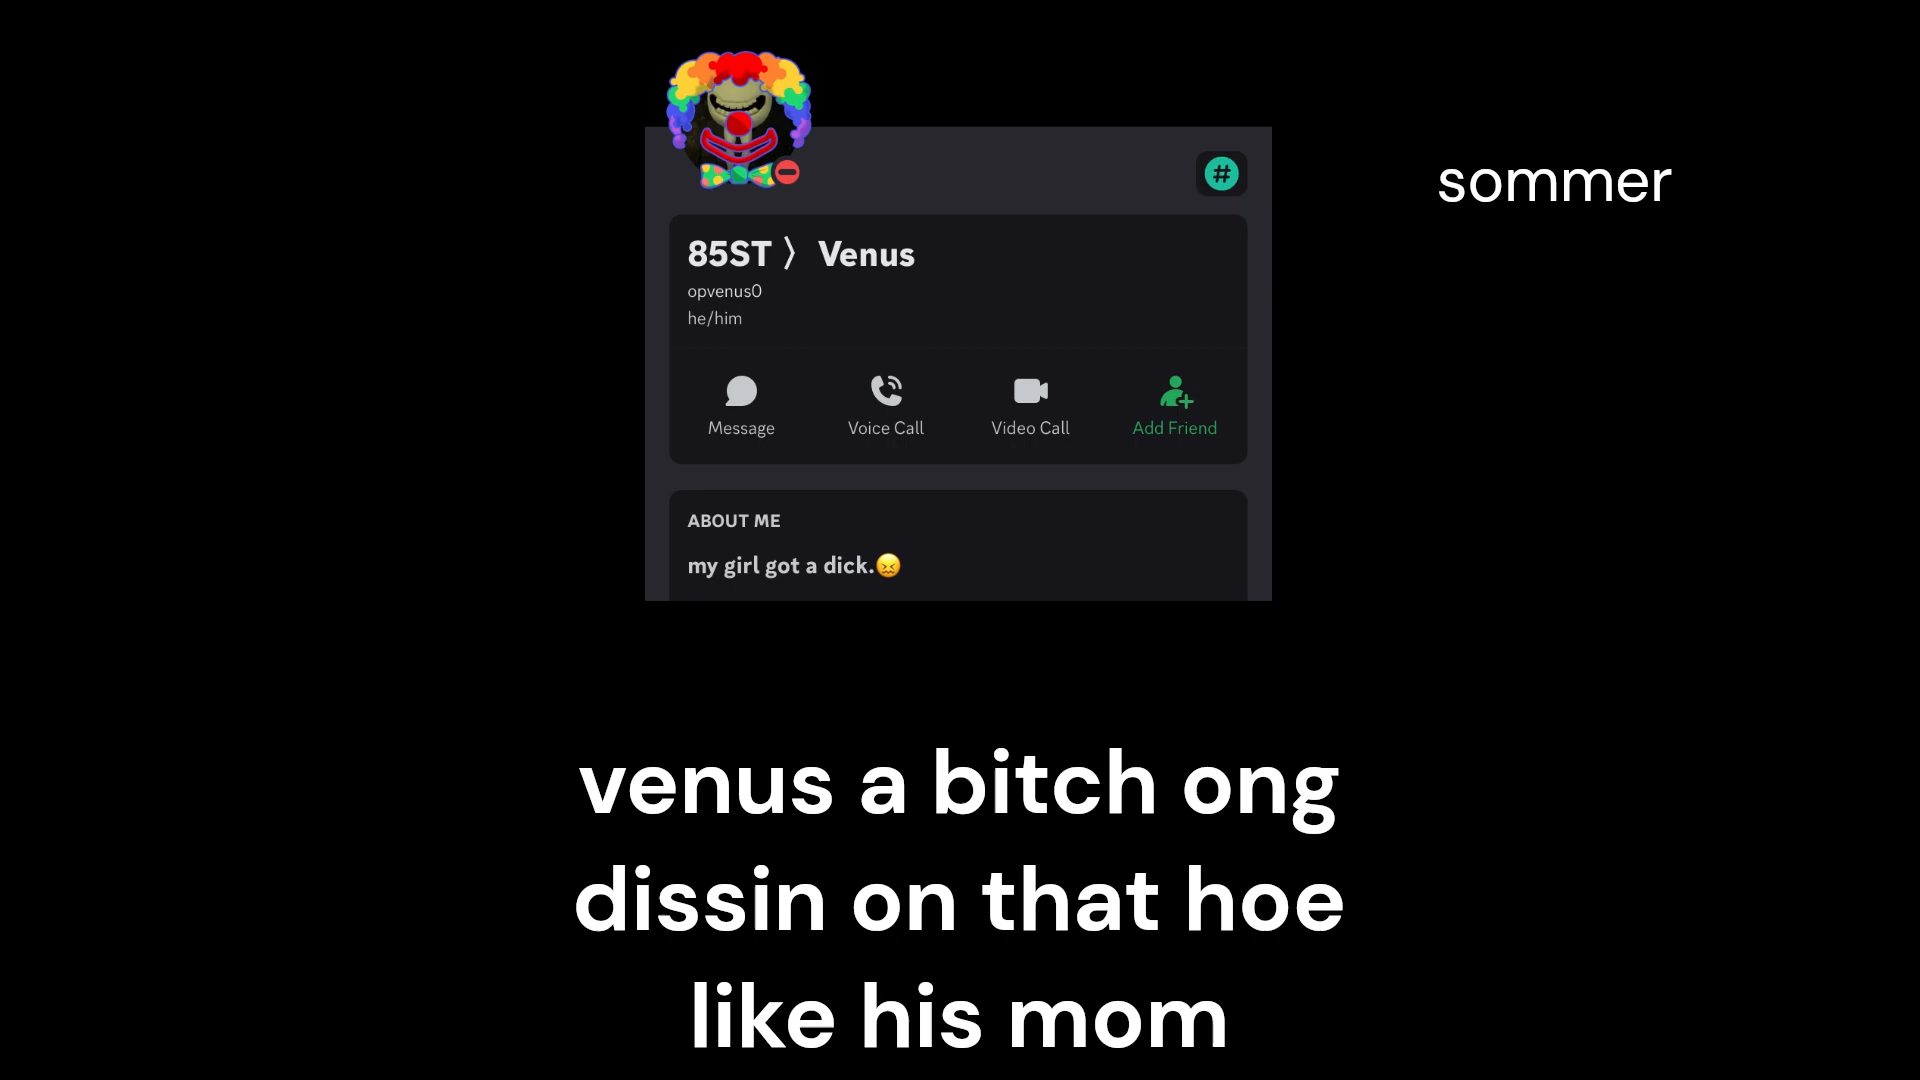 sommer
85ST 〉 Venus
opvenus0
he/him
Message Voice Call Video Call Add Friend
ABOUT ME
my girl got a dick.😖
venus a bitch ong
dissin on that hoe
like his mom